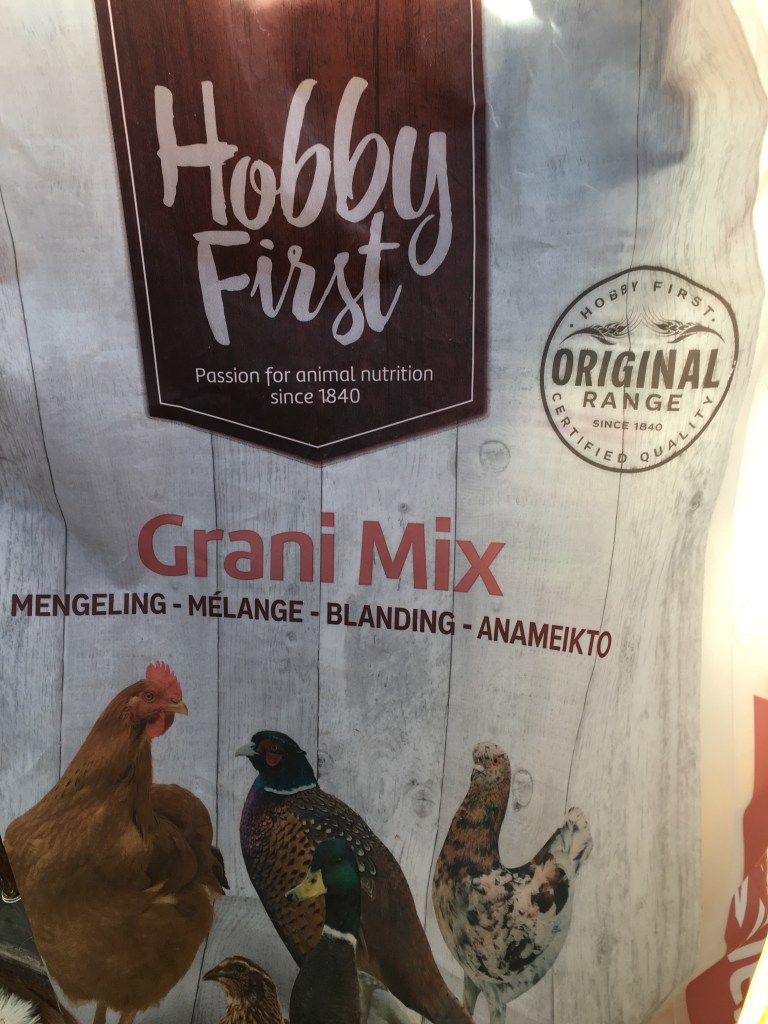 Hobby
First
Passion for animal nutrition
since 1840
· HOBBY FIRST ·
ORIGINAL
RANGE
SINCE 1840
CERTIFIED QUALITY
Grani Mix
MENGELING - MÉLANGE - BLANDING - ANAMEIKTO